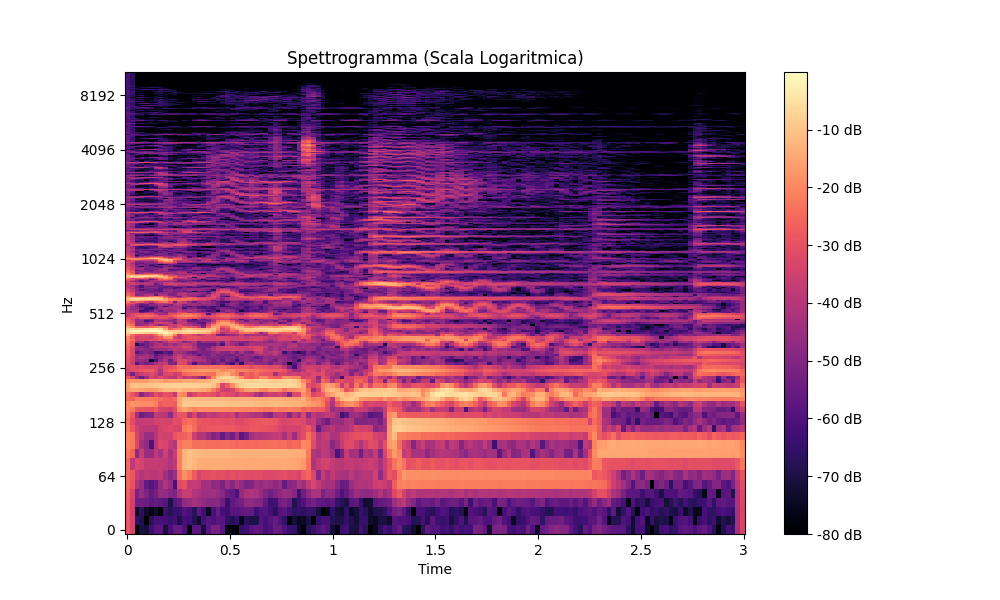 Spettrogramma (Scala Logaritmica)
8192
4096
2048
1024
512
256
128
64
0
Hz
0
0.5
1
1.5
2
2.5
3
Time
-10 dB
-20 dB
-30 dB
-40 dB
-50 dB
-60 dB
-70 dB
-80 dB